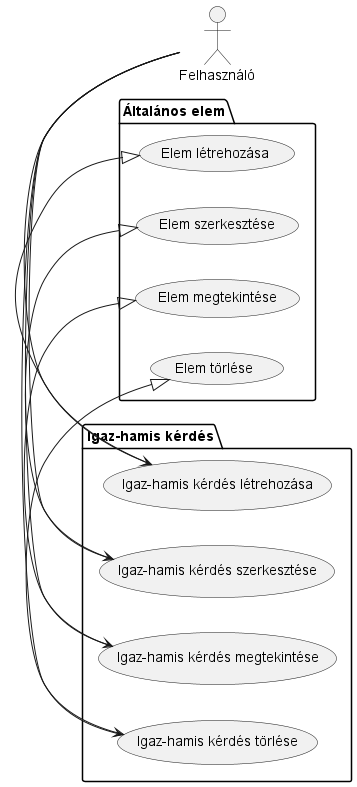 Felhasználó
Általános elem
Elem létrehozása
Elem szerkesztése
Elem megtekintése
Elem törlése
Igaz-hamis kérdés
Igaz-hamis kérdés létrehozása
Igaz-hamis kérdés szerkesztése
Igaz-hamis kérdés megtekintése
Igaz-hamis kérdés törlése